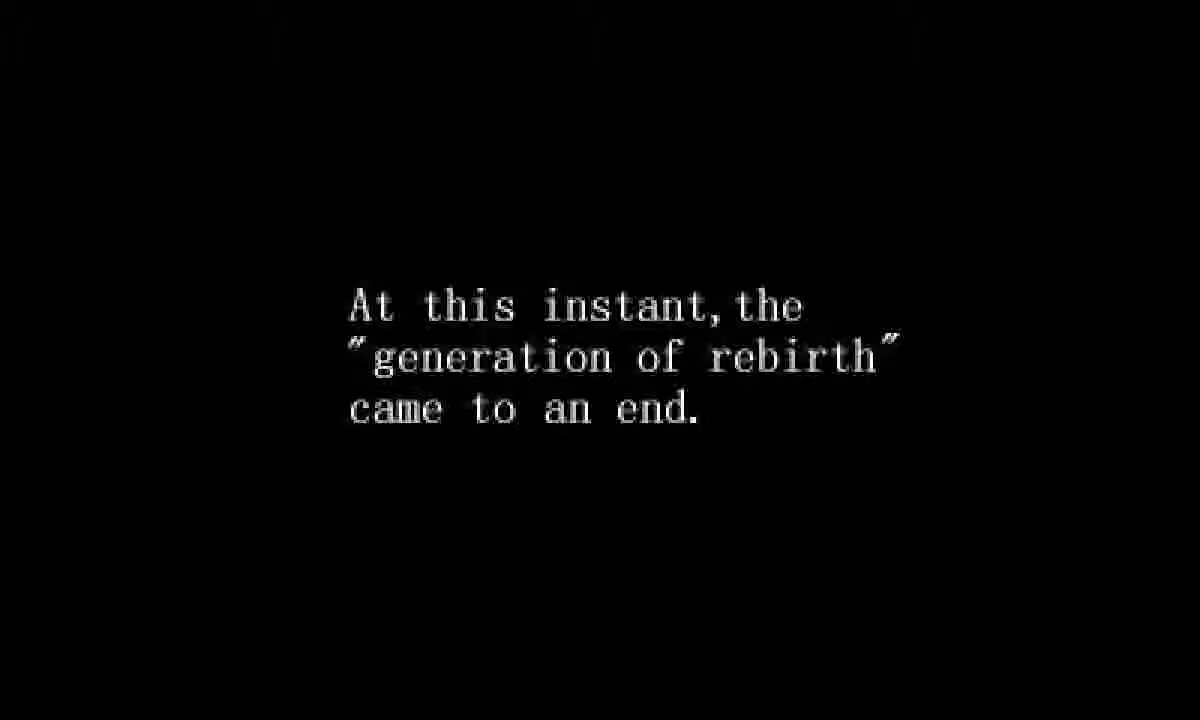 At this instant,the
"generation of rebirth"
came to an end.